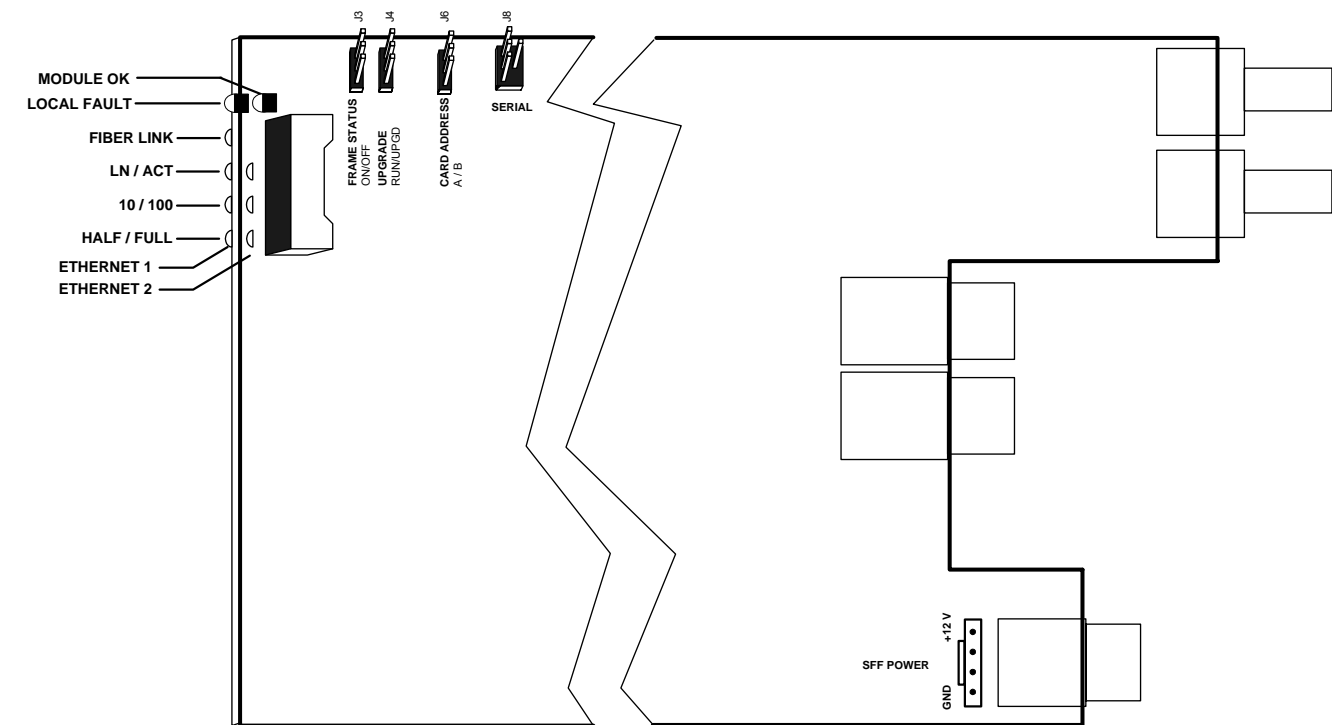 J3
J4
J6
J8
MODULE OK
LOCAL FAULT
FIBER LINK
LN / ACT
10 / 100
HALF / FULL
ETHERNET 1
ETHERNET 2
FRAME STATUS
ON/OFF
UPGRADE
RUN/UPGD
CARD ADDRESS
A / B
SERIAL
+12 V
SFF POWER
GND